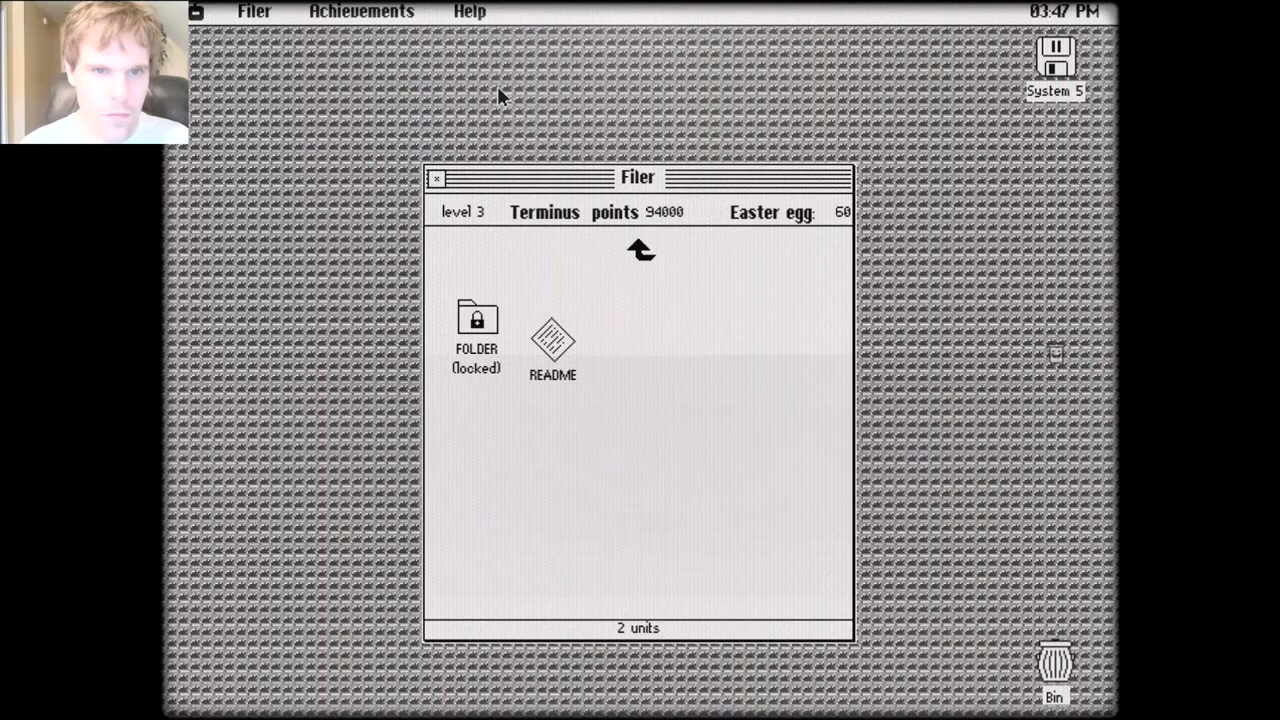 Filer Achievements Help 03:47 PM
System 5
Filer
level 3 Terminus points 94000 Easter egg: 60
FOLDER
(locked)
README
2 units
Bin